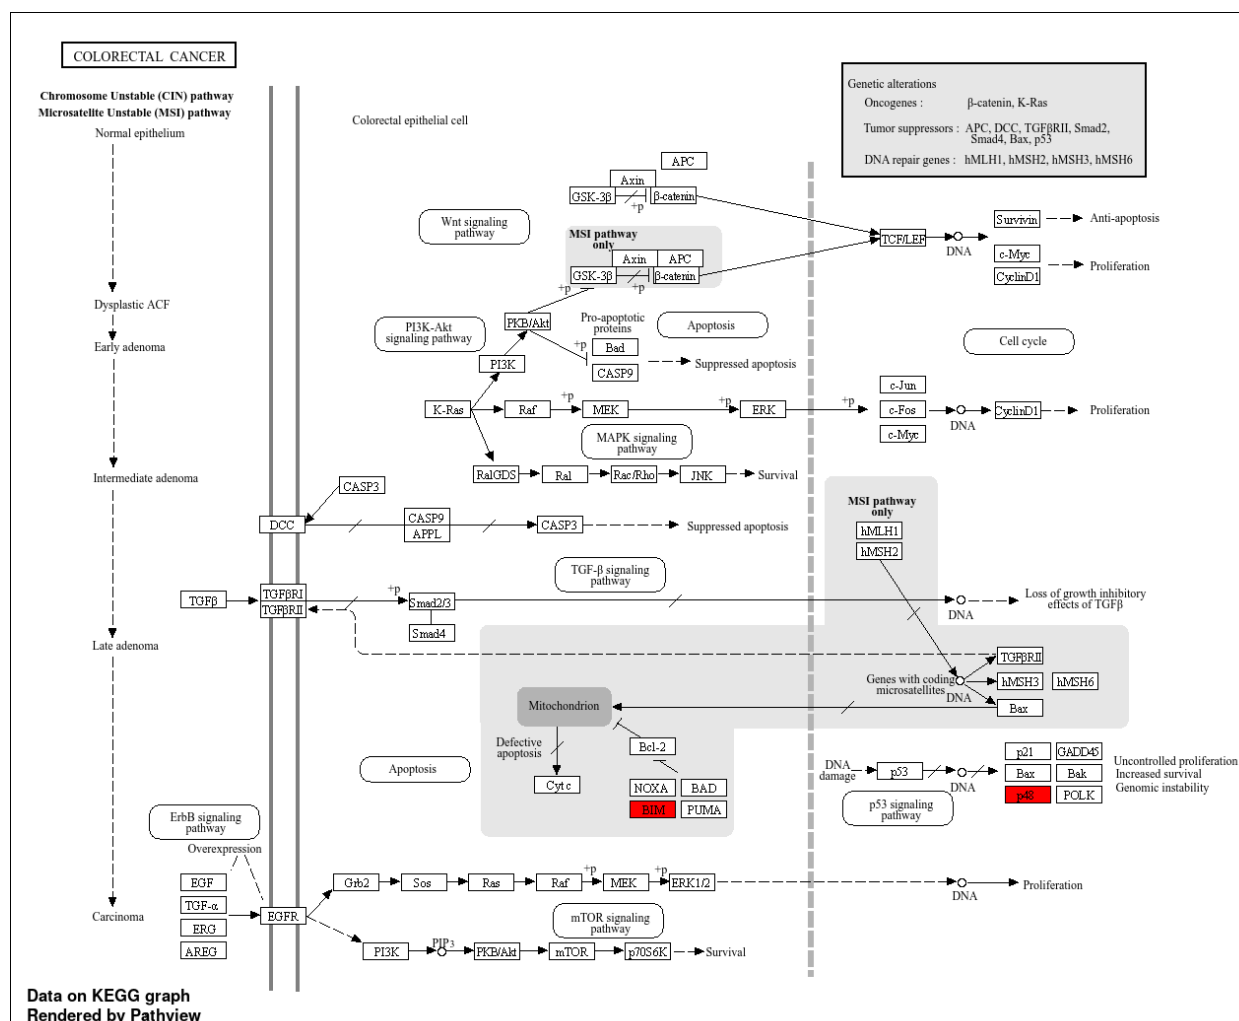 COLORECTAL CANCER
Chromosome Unstable (CIN) pathway
Microsatelite Unstable (MSI) pathway
Normal epithelium
Dysplastic ACF
Early adenoma
Intermediate adenoma
Late adenoma
Carcinoma
Colorectal epithelial cell
Genetic alterations
Oncogenes : β-catenin, K-Ras
Tumor suppressors : APC, DCC, TGFβRII, Smad2,
Smad4, Bax, p53
DNA repair genes : hMLH1, hMSH2, hMSH3, hMSH6
APC
Axin
GSK-3β
β-catenin
+p
Wnt signaling
pathway
MSI pathway
only
Axin
APC
GSK-3β
β-catenin
+p
+p
TCF/LEF
DNA
Survivin
Anti-apoptosis
c-Myc
CyclinD1
Proliferation
PI3K-Akt
signaling pathway
PKB/Akt
PI3K
Pro-apoptotic
proteins
+p
Bad
CASP9
Apoptosis
Suppressed apoptosis
Cell cycle
K-Ras
Raf
+p
MEK
+p
ERK
+p
c-Jun
c-Fos
c-Myc
DNA
CyclinD1
Proliferation
MAPK signaling
pathway
RalGDS
Ral
Rac/Rho
JNK
Survival
CASP3
DCC
CASP9
APPL
CASP3
Suppressed apoptosis
MSI pathway
only
hMLH1
hMSH2
TGF-β signaling
pathway
TGFβ
TGFβRI
TGFβRII
+p
Smad2/3
Smad4
DNA
Loss of growth inhibitory
effects of TGFβ
Genes with coding
microsatellites
DNA
TGFβRII
hMSH3
hMSH6
Bax
Mitochondrion
Defective
apoptosis
Cyt c
Bcl-2
NOXA
BAD
BIM
PUMA
Apoptosis
DNA
damage
p53
DNA
p21
GADD45
Bax
Bak
p48
POLK
Uncontrolled proliferation
Increased survival
Genomic instability
p53 signaling
pathway
ErbB signaling
pathway
Overexpression
EGF
TGF-α
ERG
AREG
EGFR
Grb2
Sos
Ras
Raf
+p
MEK
+p
ERK1/2
DNA
Proliferation
mTOR signaling
pathway
PI3K
PIP3
PKB/Akt
mTOR
p70S6K
Survival
Data on KEGG graph
Rendered by Pathview